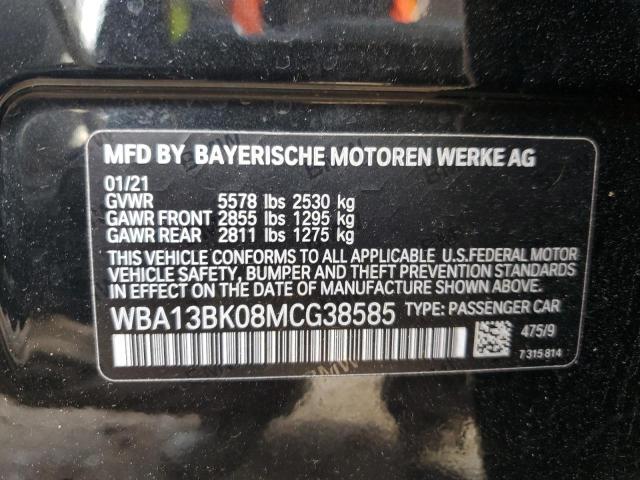 MFD BY BAYERISCHE MOTOREN WERKE AG
01/21
GVWR 5578 lbs 2530 kg
GAWR FRONT 2855 lbs 1295 kg
GAWR REAR 2811 lbs 1275 kg
THIS VEHICLE CONFORMS TO ALL APPLICABLE U.S.FEDERAL MOTOR
VEHICLE SAFETY, BUMPER AND THEFT PREVENTION STANDARDS
IN EFFECT ON THE DATE OF MANUFACTURE SHOWN ABOVE.
WBA13BK08MCG38585 TYPE: PASSENGER CAR
475/9
7 315 814